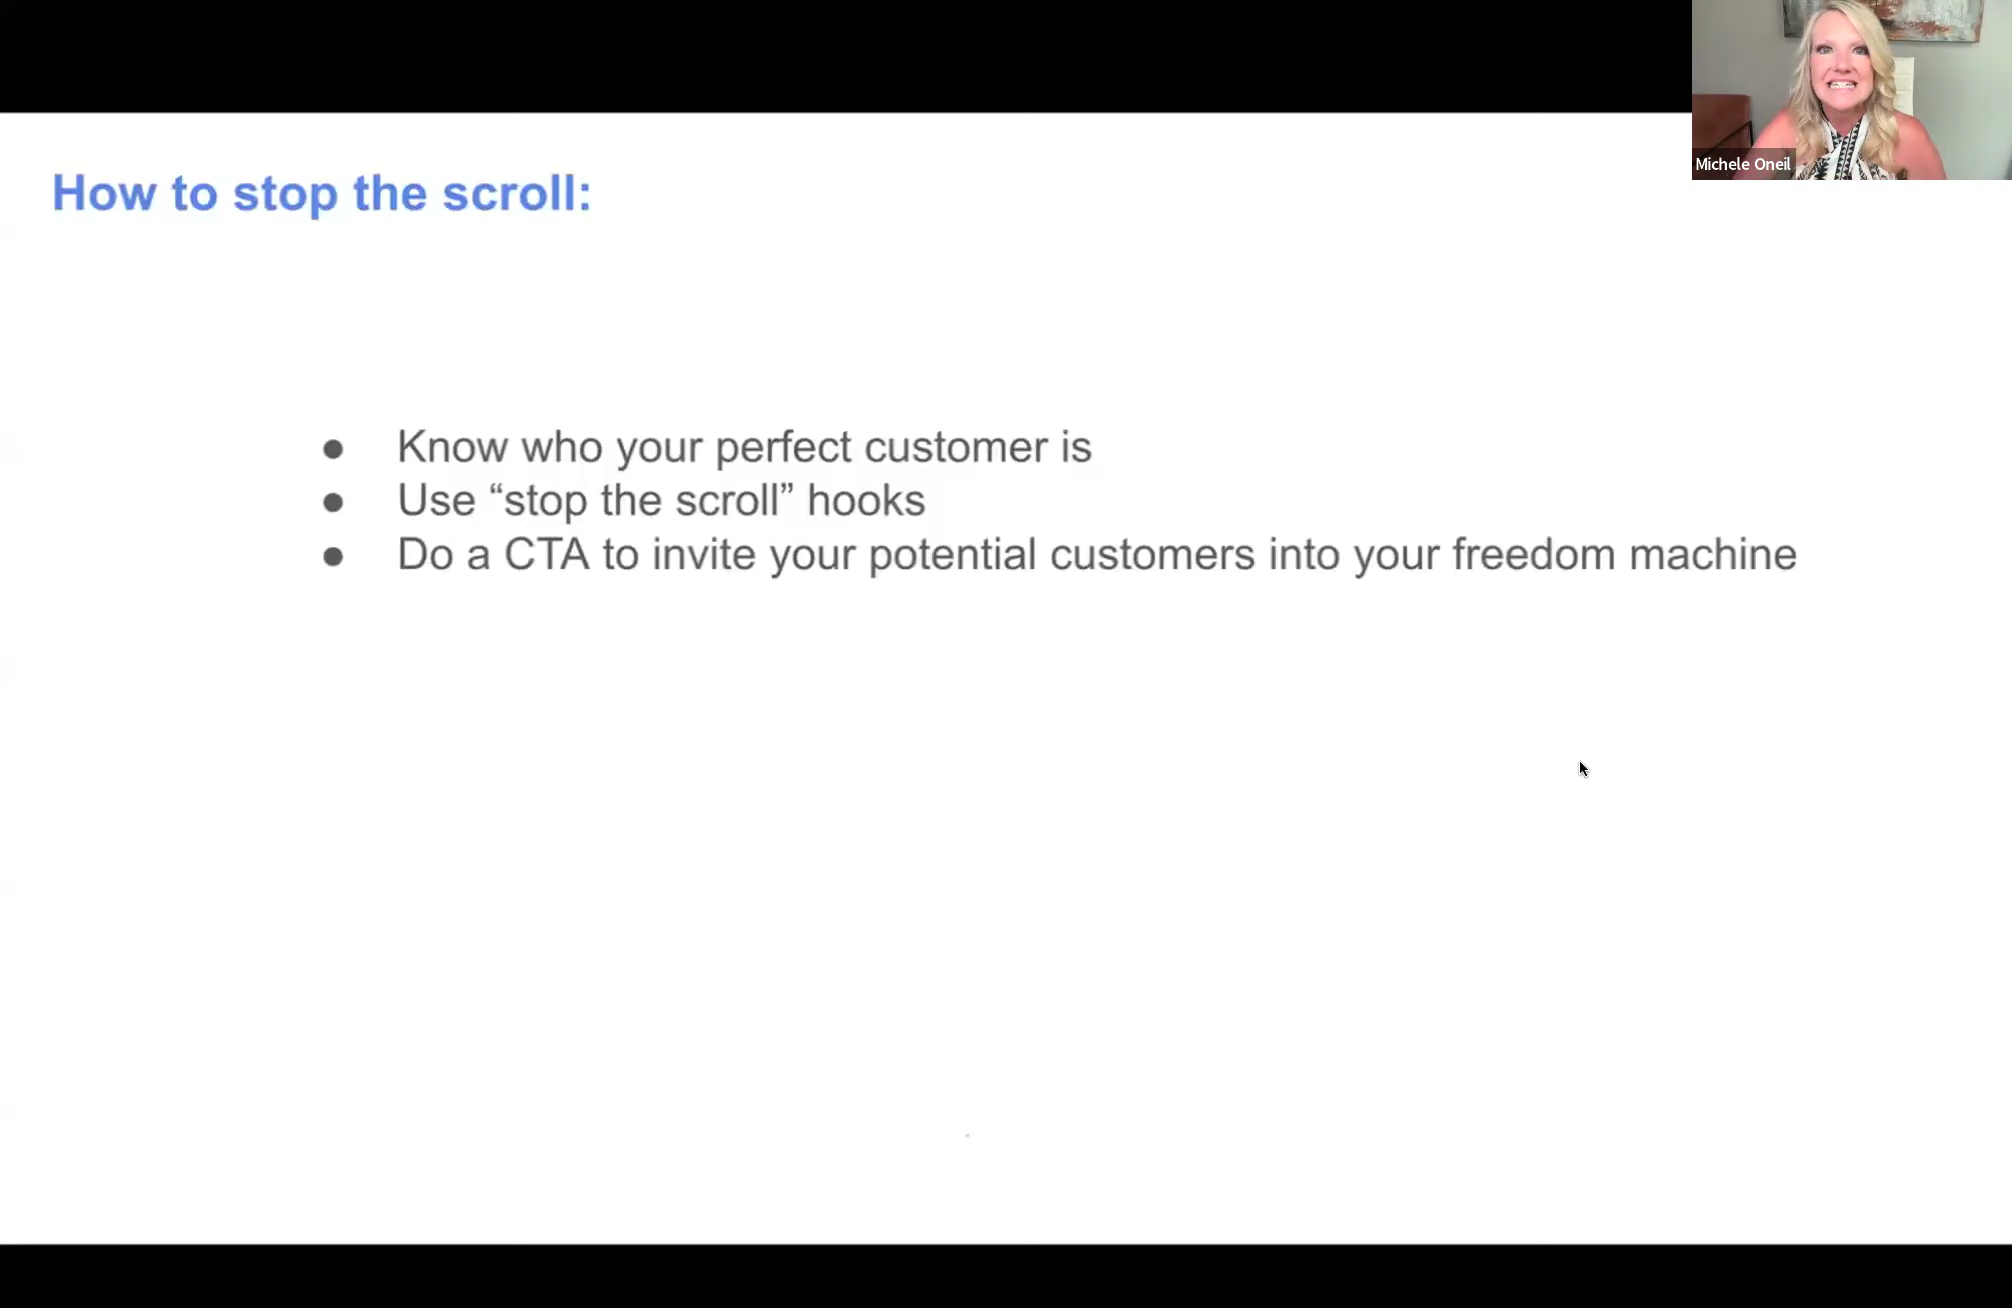 Michele Oneil
How to stop the scroll:
● Know who your perfect customer is
● Use “stop the scroll” hooks
● Do a CTA to invite your potential customers into your freedom machine